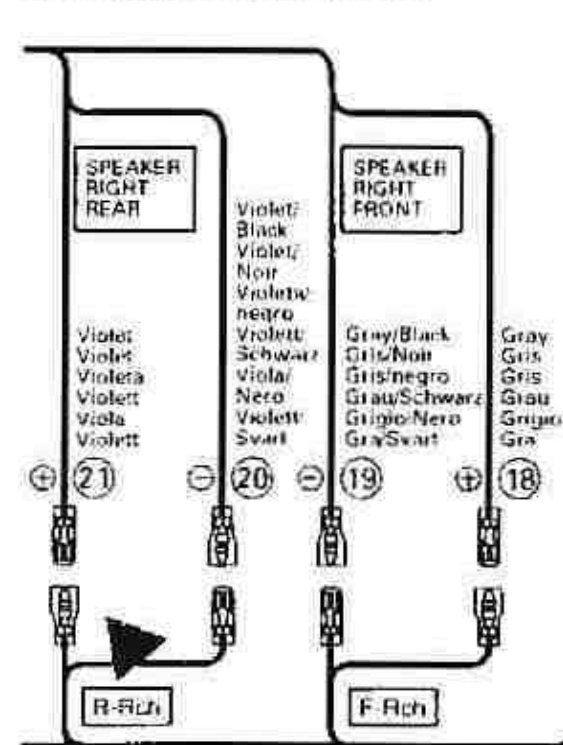 SPEAKER
RIGHT
REAR
SPEAKER
RIGHT
FRONT
Violet
Violet
Violeta
Violett
Viola
Violett
⊕ 21
Violet/
Black
Violet/
Noir
Violeta/
negro
Violett/
Schwarz
Viola/
Nero
Violett/
Svart
⊖ 20
Gray/Black
Gris/Noir
Gris/negro
Grau/Schwarz
Grigio/Nero
Gra/Svart
⊖ 19
Gray
Gris
Gris
Grau
Grigio
Gra
⊕ 18
R-Rch
F-Rch